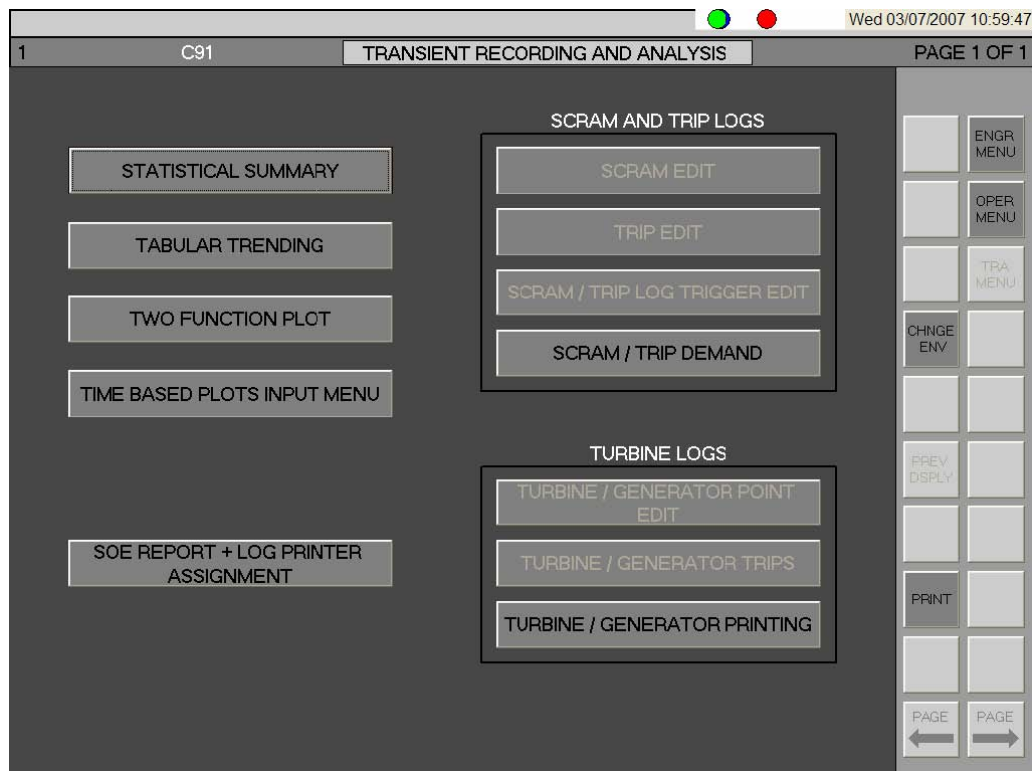 Wed 03/07/2007 10:59:47
1
C91
TRANSIENT RECORDING AND ANALYSIS
PAGE 1 OF 1
STATISTICAL SUMMARY
TABULAR TRENDING
TWO FUNCTION PLOT
TIME BASED PLOTS INPUT MENU
SOE REPORT + LOG PRINTER
ASSIGNMENT
SCRAM AND TRIP LOGS
SCRAM EDIT
TRIP EDIT
SCRAM / TRIP LOG TRIGGER EDIT
SCRAM / TRIP DEMAND
TURBINE LOGS
TURBINE / GENERATOR POINT
EDIT
TURBINE / GENERATOR TRIPS
TURBINE / GENERATOR PRINTING
ENGR
MENU
OPER
MENU
TRA
MENU
CHNGE
ENV
PREV
DSPLY
PRINT
PAGE
PAGE